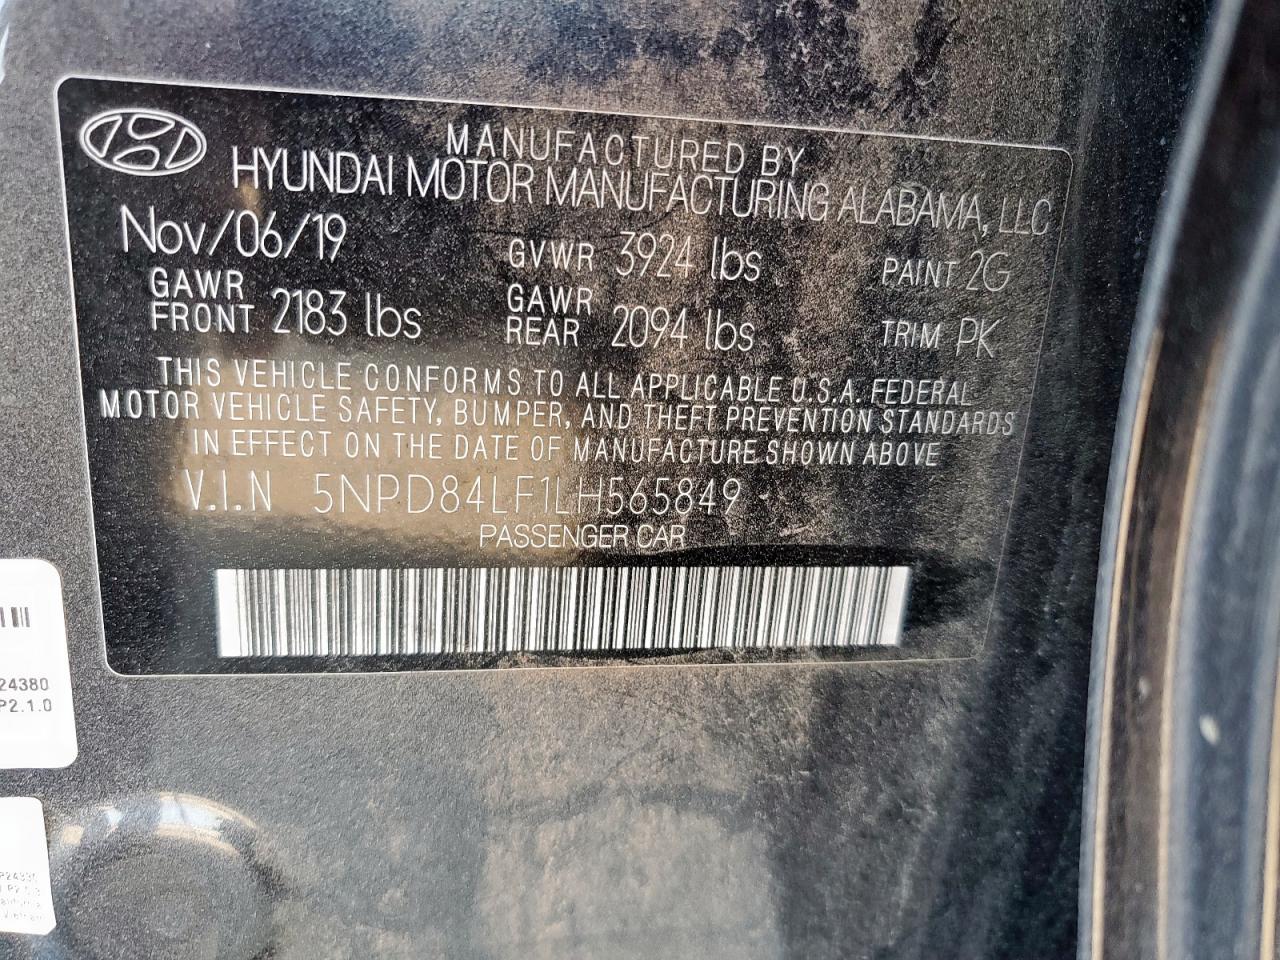 MANUFACTURED BY
HYUNDAI MOTOR MANUFACTURING ALABAMA, LLC
Nov/06/19 GVWR 3924 lbs PAINT 2G
GAWR FRONT 2183 lbs GAWR REAR 2094 lbs TRIM PK
THIS VEHICLE CONFORMS TO ALL APPLICABLE U.S.A. FEDERAL
MOTOR VEHICLE SAFETY, BUMPER, AND THEFT PREVENTION STANDARDS
IN EFFECT ON THE DATE OF MANUFACTURE SHOWN ABOVE
V.I.N 5NPD84LF1LH565849
PASSENGER CAR
24380
P2.1.0